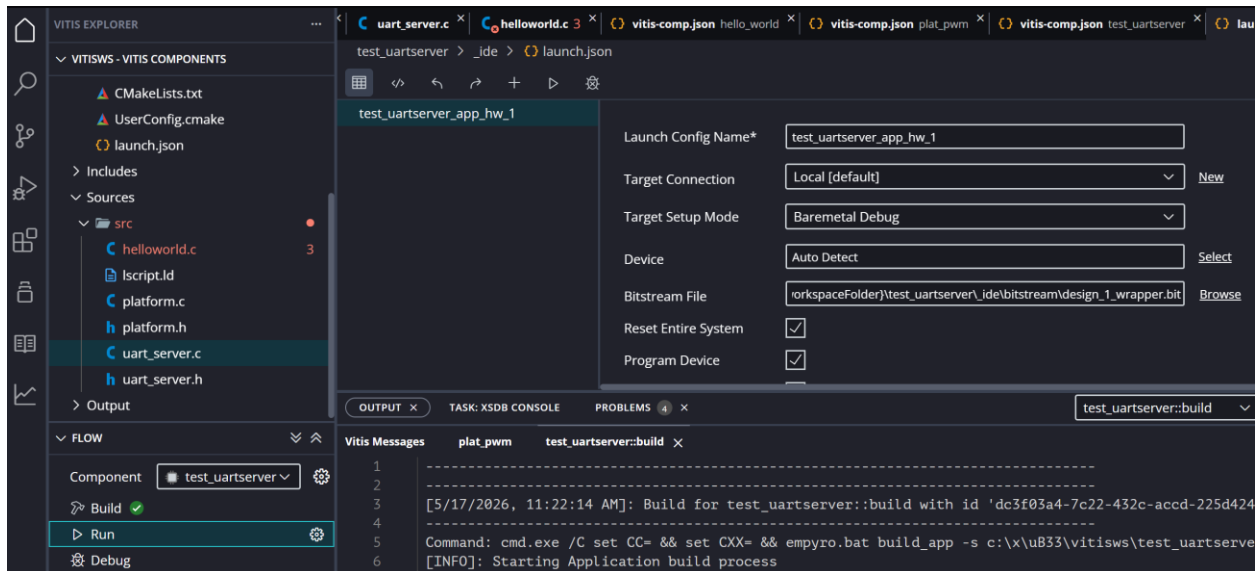 VITIS EXPLORER ...
VITISWS - VITIS COMPONENTS
CMakeLists.txt
UserConfig.cmake
{} launch.json
Includes
Sources
src
helloworld.c 3
lscript.ld
platform.c
platform.h
uart_server.c
uart_server.h
Output
FLOW
Component test_uartserver
Build
Run
Debug
uart_server.c × helloworld.c 3 × {} vitis-comp.json hello_world × {} vitis-comp.json plat_pwm × {} vitis-comp.json test_uartserver × {} lau
test_uartserver > _ide > {} launch.json
test_uartserver_app_hw_1
Launch Config Name* test_uartserver_app_hw_1
Target Connection Local [default] New
Target Setup Mode Baremetal Debug
Device Auto Detect Select
Bitstream File orkspaceFolder}\test_uartserver\_ide\bitstream\design_1_wrapper.bit Browse
Reset Entire System
Program Device
OUTPUT × TASK: XSDB CONSOLE PROBLEMS 4 × test_uartserver::build
Vitis Messages plat_pwm test_uartserver::build ×
1 --------------------------------------------------------------------------------
2 --------------------------------------------------------------------------------
3 [5/17/2026, 11:22:14 AM]: Build for test_uartserver::build with id 'dc3f03a4-7c22-432c-accd-225d424
4 --------------------------------------------------------------------------------
5 Command: cmd.exe /C set CC= && set CXX= && empyro.bat build_app -s c:\x\uB33\vitisws\test_uartserve
6 [INFO]: Starting Application build process